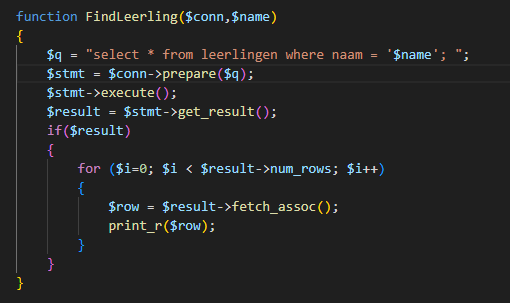 function FindLeerling($conn,$name)
{
    $q = "select * from leerlingen where naam = '$name'; ";
    $stmt = $conn->prepare($q);
    $stmt->execute();
    $result = $stmt->get_result();
    if($result)
    {
        for ($i=0; $i < $result->num_rows; $i++)
        {
            $row = $result->fetch_assoc();
            print_r($row);
        }
    }
}